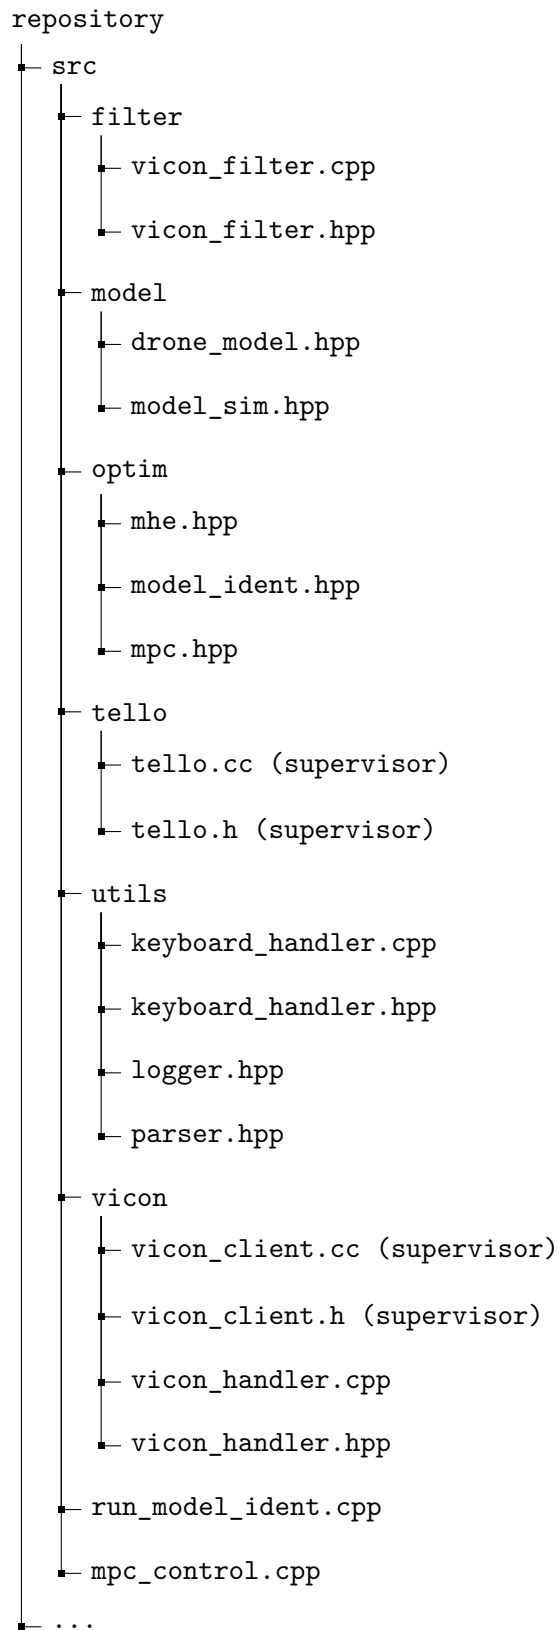 repository
src
filter
vicon_filter.cpp
vicon_filter.hpp
model
drone_model.hpp
model_sim.hpp
optim
mhe.hpp
model_ident.hpp
mpc.hpp
tello
tello.cc (supervisor)
tello.h (supervisor)
utils
keyboard_handler.cpp
keyboard_handler.hpp
logger.hpp
parser.hpp
vicon
vicon_client.cc (supervisor)
vicon_client.h (supervisor)
vicon_handler.cpp
vicon_handler.hpp
run_model_ident.cpp
mpc_control.cpp
...